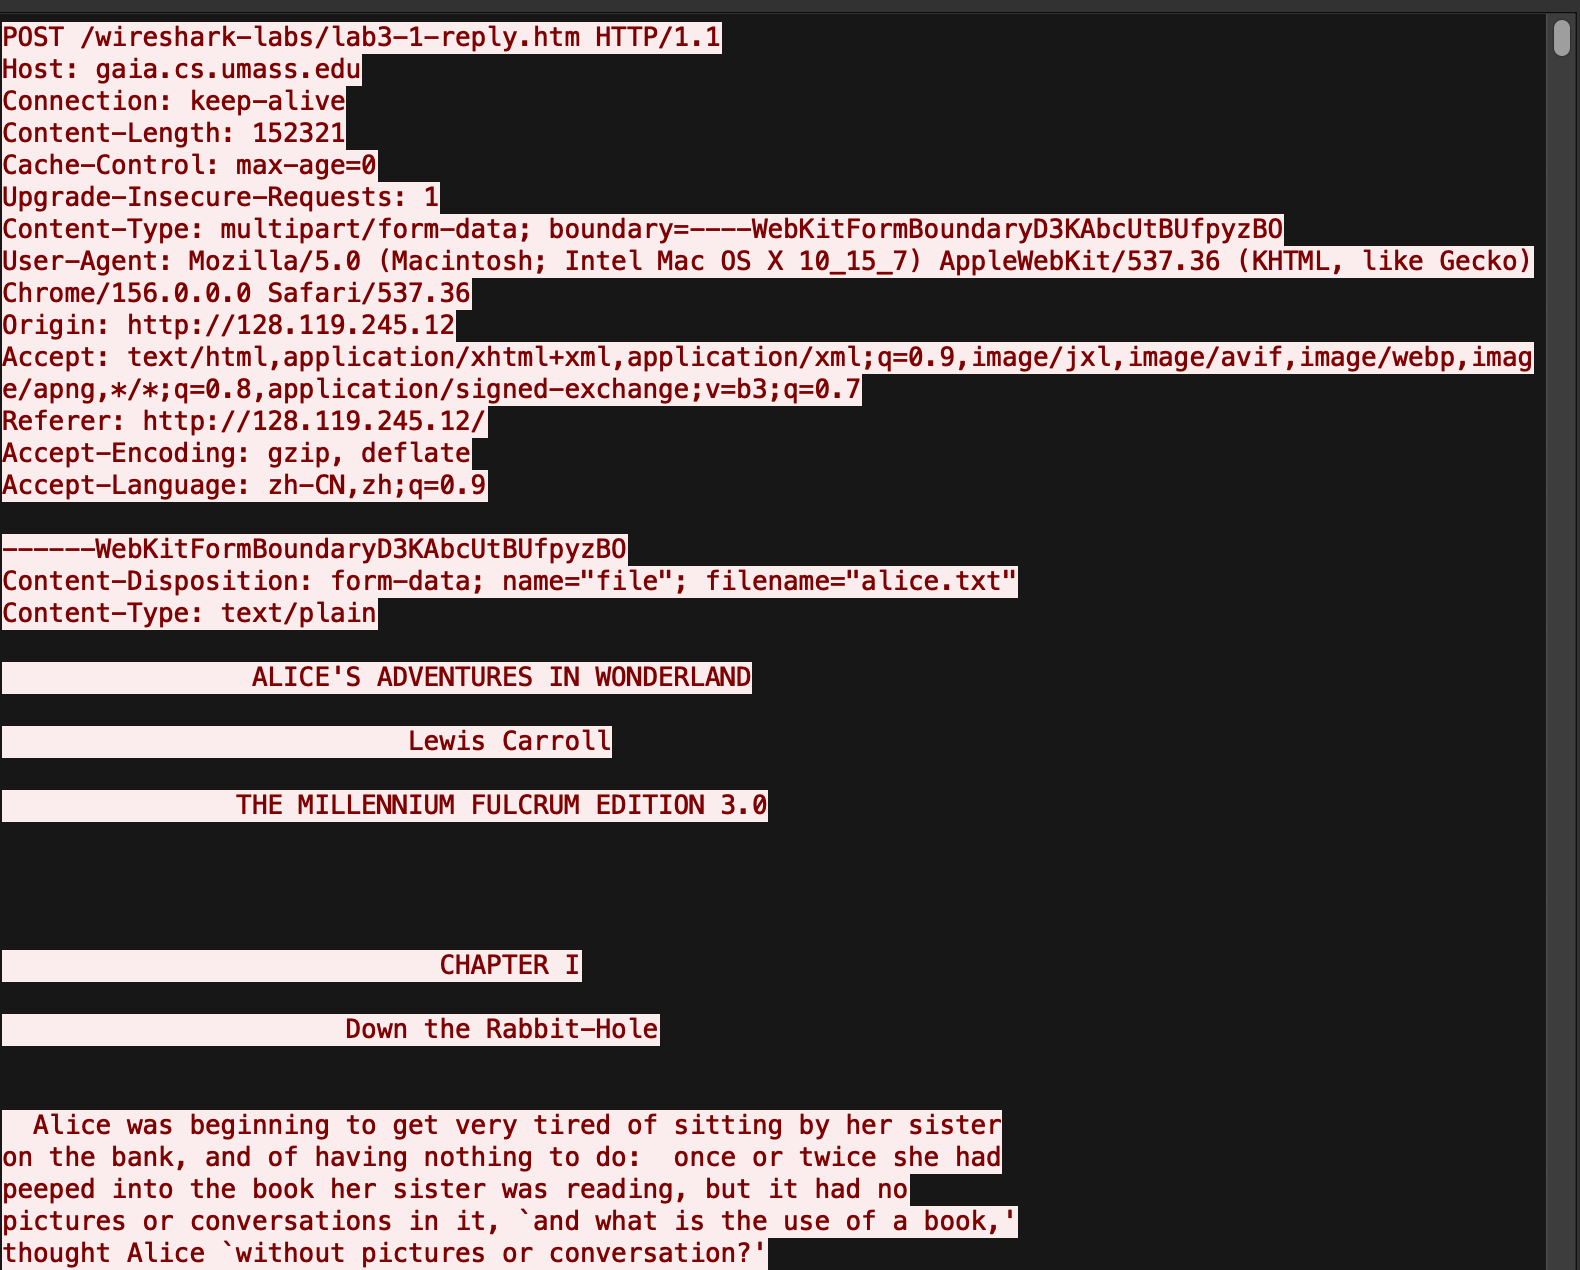 POST /wireshark-labs/lab3-1-reply.htm HTTP/1.1
Host: gaia.cs.umass.edu
Connection: keep-alive
Content-Length: 152321
Cache-Control: max-age=0
Upgrade-Insecure-Requests: 1
Content-Type: multipart/form-data; boundary=----WebKitFormBoundaryD3KAbcUtBUfpyzBO
User-Agent: Mozilla/5.0 (Macintosh; Intel Mac OS X 10_15_7) AppleWebKit/537.36 (KHTML, like Gecko)
Chrome/156.0.0.0 Safari/537.36
Origin: http://128.119.245.12
Accept: text/html,application/xhtml+xml,application/xml;q=0.9,image/jxl,image/avif,image/webp,imag
e/apng,*/*;q=0.8,application/signed-exchange;v=b3;q=0.7
Referer: http://128.119.245.12/
Accept-Encoding: gzip, deflate
Accept-Language: zh-CN,zh;q=0.9
------WebKitFormBoundaryD3KAbcUtBUfpyzBO
Content-Disposition: form-data; name="file"; filename="alice.txt"
Content-Type: text/plain
ALICE'S ADVENTURES IN WONDERLAND
Lewis Carroll
THE MILLENNIUM FULCRUM EDITION 3.0
CHAPTER I
Down the Rabbit-Hole
Alice was beginning to get very tired of sitting by her sister
on the bank, and of having nothing to do:  once or twice she had
peeped into the book her sister was reading, but it had no
pictures or conversations in it, `and what is the use of a book,'
thought Alice `without pictures or conversation?'